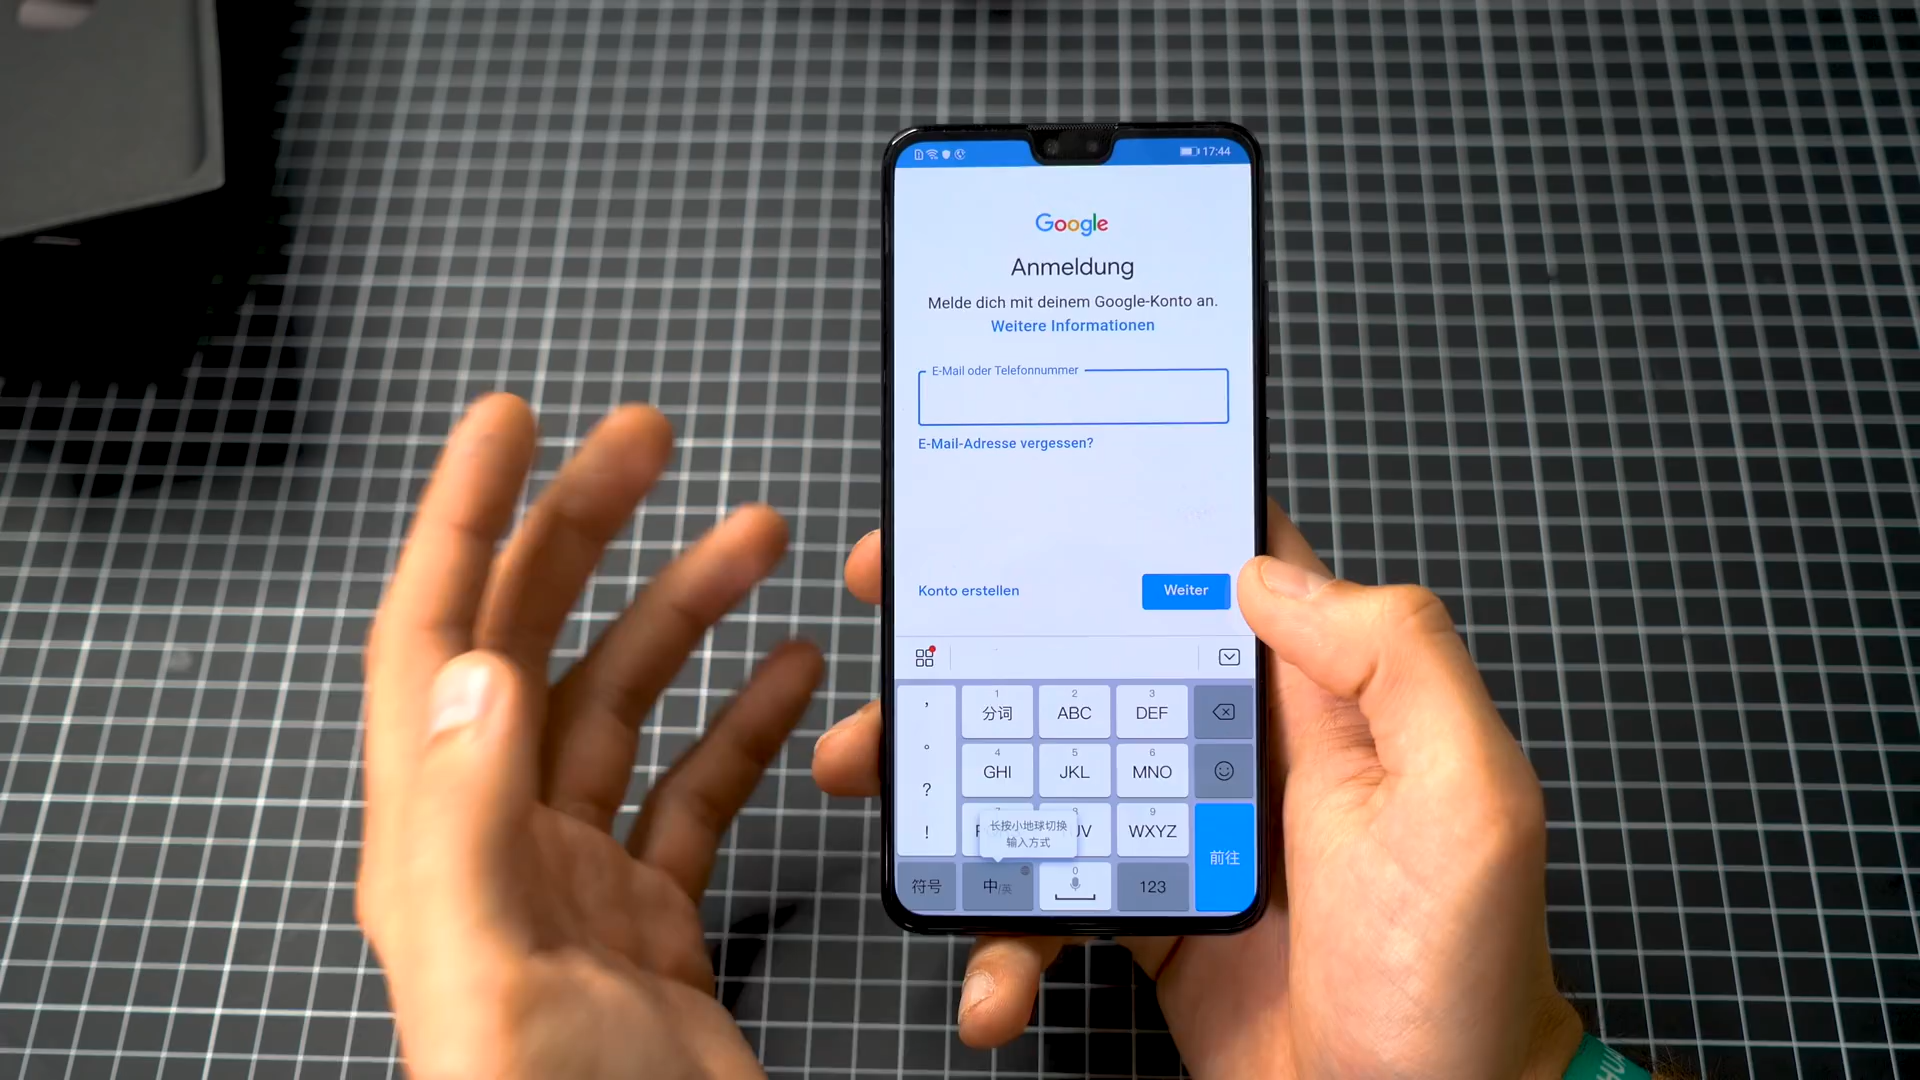 17:44
Google
Anmeldung
Melde dich mit deinem Google-Konto an.
Weitere Informationen
E-Mail oder Telefonnummer
E-Mail-Adresse vergessen?
Konto erstellen
Weiter
, 1 分词 2 ABC 3 DEF
。 4 GHI 5 JKL 6 MNO
?
! 9 WXYZ
长按小地球切换
输入方式
前往
符号 中/英 0 123
HUA